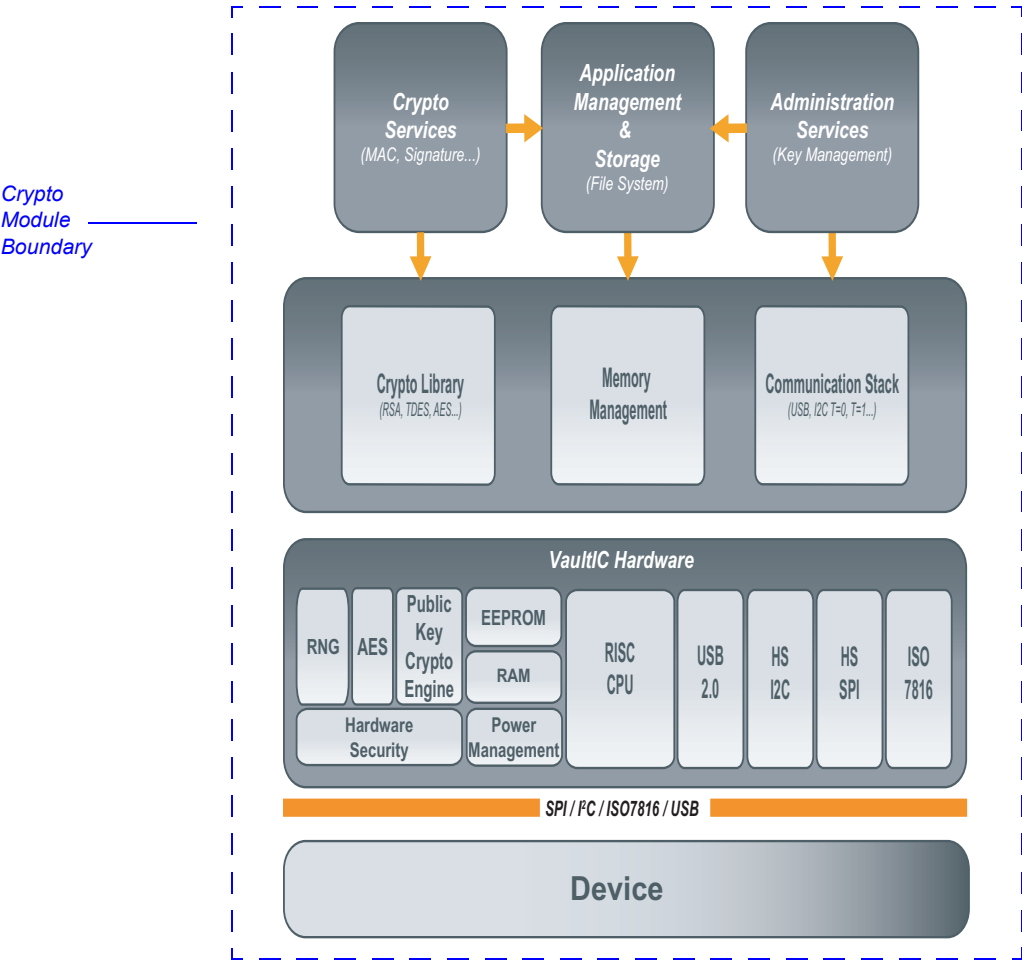 Crypto
Module
Boundary
Crypto
Services
(MAC, Signature...)
Application
Management
&
Storage
(File System)
Administration
Services
(Key Management)
Crypto Library
(RSA, TDES, AES...)
Memory
Management
Communication Stack
(USB, I2C T=0, T=1...)
VaultIC Hardware
RNG
AES
Public
Key
Crypto
Engine
Hardware
Security
EEPROM
RAM
Power
Management
RISC
CPU
USB
2.0
HS
I2C
HS
SPI
ISO
7816
SPI / I²C / ISO7816 / USB
Device